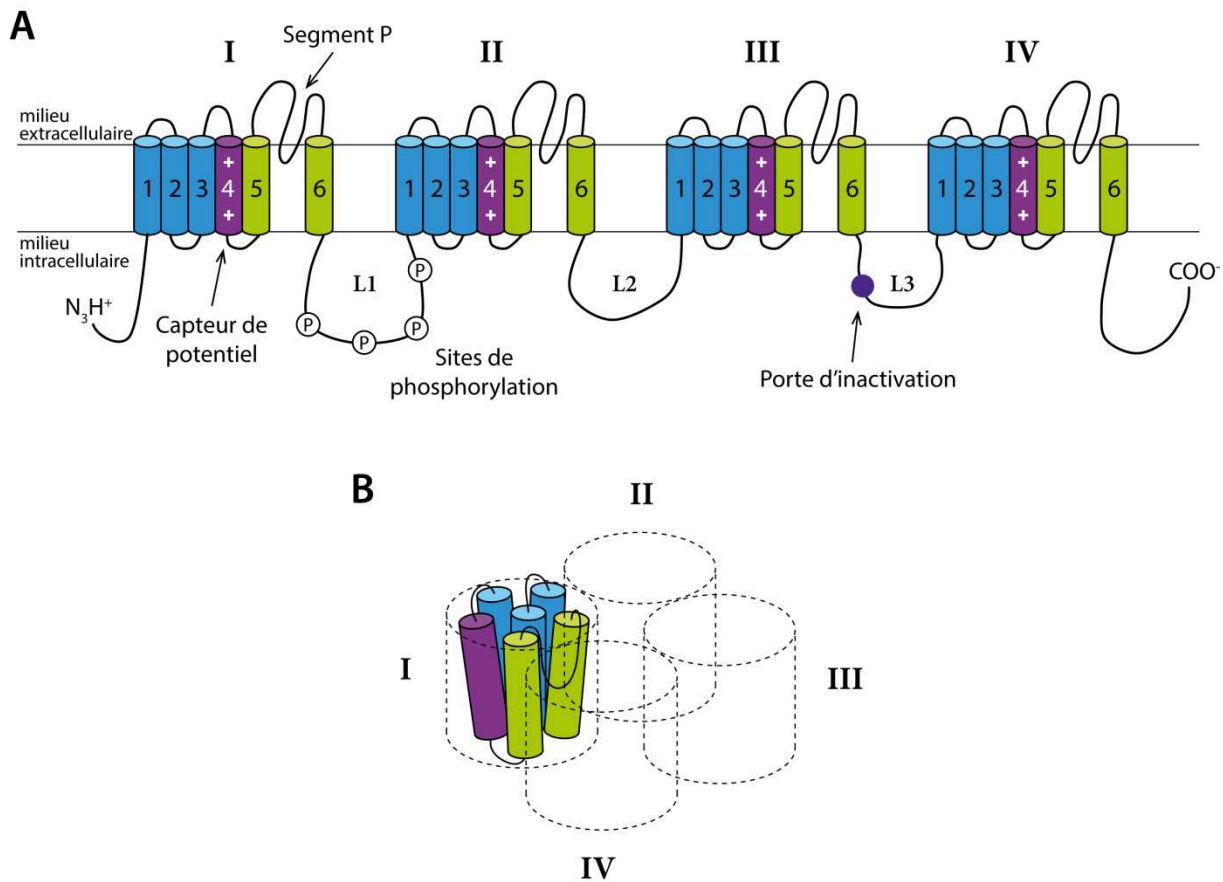 A
Segment P
I II III IV
milieu
extracellulaire
1 2 3 + 4 + 5 6 1 2 3 + 4 + 5 6 1 2 3 + 4 + 5 6 1 2 3 + 4 + 5 6
milieu
intracellulaire
L1 L2 L3
P
P P P
N₃H⁺
COO⁻
Capteur de
potentiel
Sites de
phosphorylation
Porte d'inactivation
B
II
I
III
IV